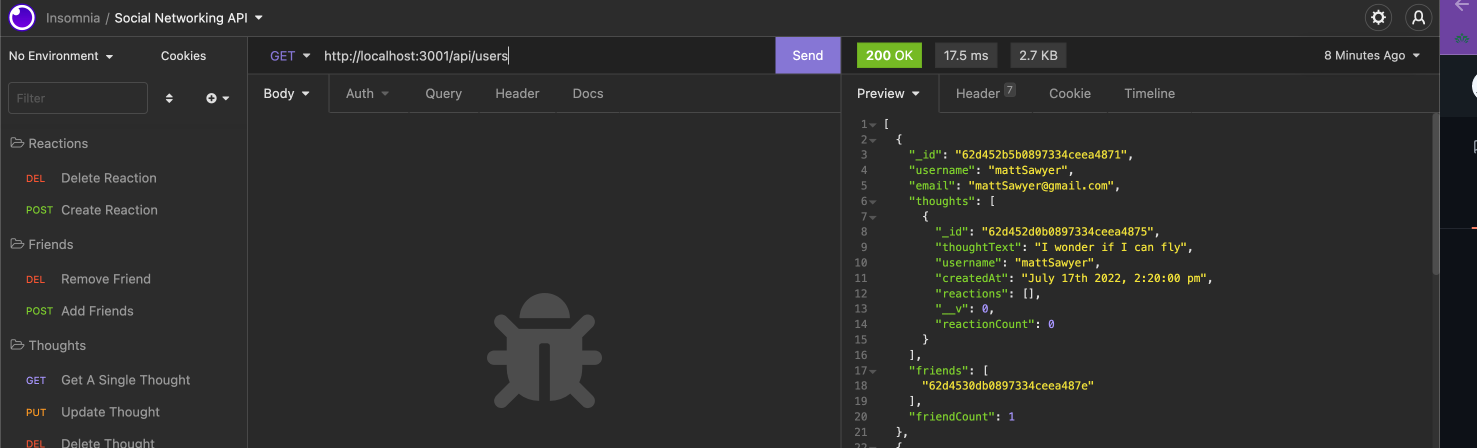 Insomnia / Social Networking API
No Environment
Cookies
GET http://localhost:3001/api/users
Send
200 OK
17.5 ms
2.7 KB
8 Minutes Ago
Filter
Body
Auth
Query
Header
Docs
Preview
Header 7
Cookie
Timeline
Reactions
DEL Delete Reaction
POST Create Reaction
Friends
DEL Remove Friend
POST Add Friends
Thoughts
GET Get A Single Thought
PUT Update Thought
DEL Delete Thought
1 [
2 {
3 "_id": "62d452b5b0897334ceea4871",
4 "username": "mattSawyer",
5 "email": "mattSawyer@gmail.com",
6 "thoughts": [
7 {
8 "_id": "62d452d0b0897334ceea4875",
9 "thoughtText": "I wonder if I can fly",
10 "username": "mattSawyer",
11 "createdAt": "July 17th 2022, 2:20:00 pm",
12 "reactions": [],
13 "__v": 0,
14 "reactionCount": 0
15 }
16 ],
17 "friends": [
18 "62d4530db0897334ceea487e"
19 ],
20 "friendCount": 1
21 },
22 {